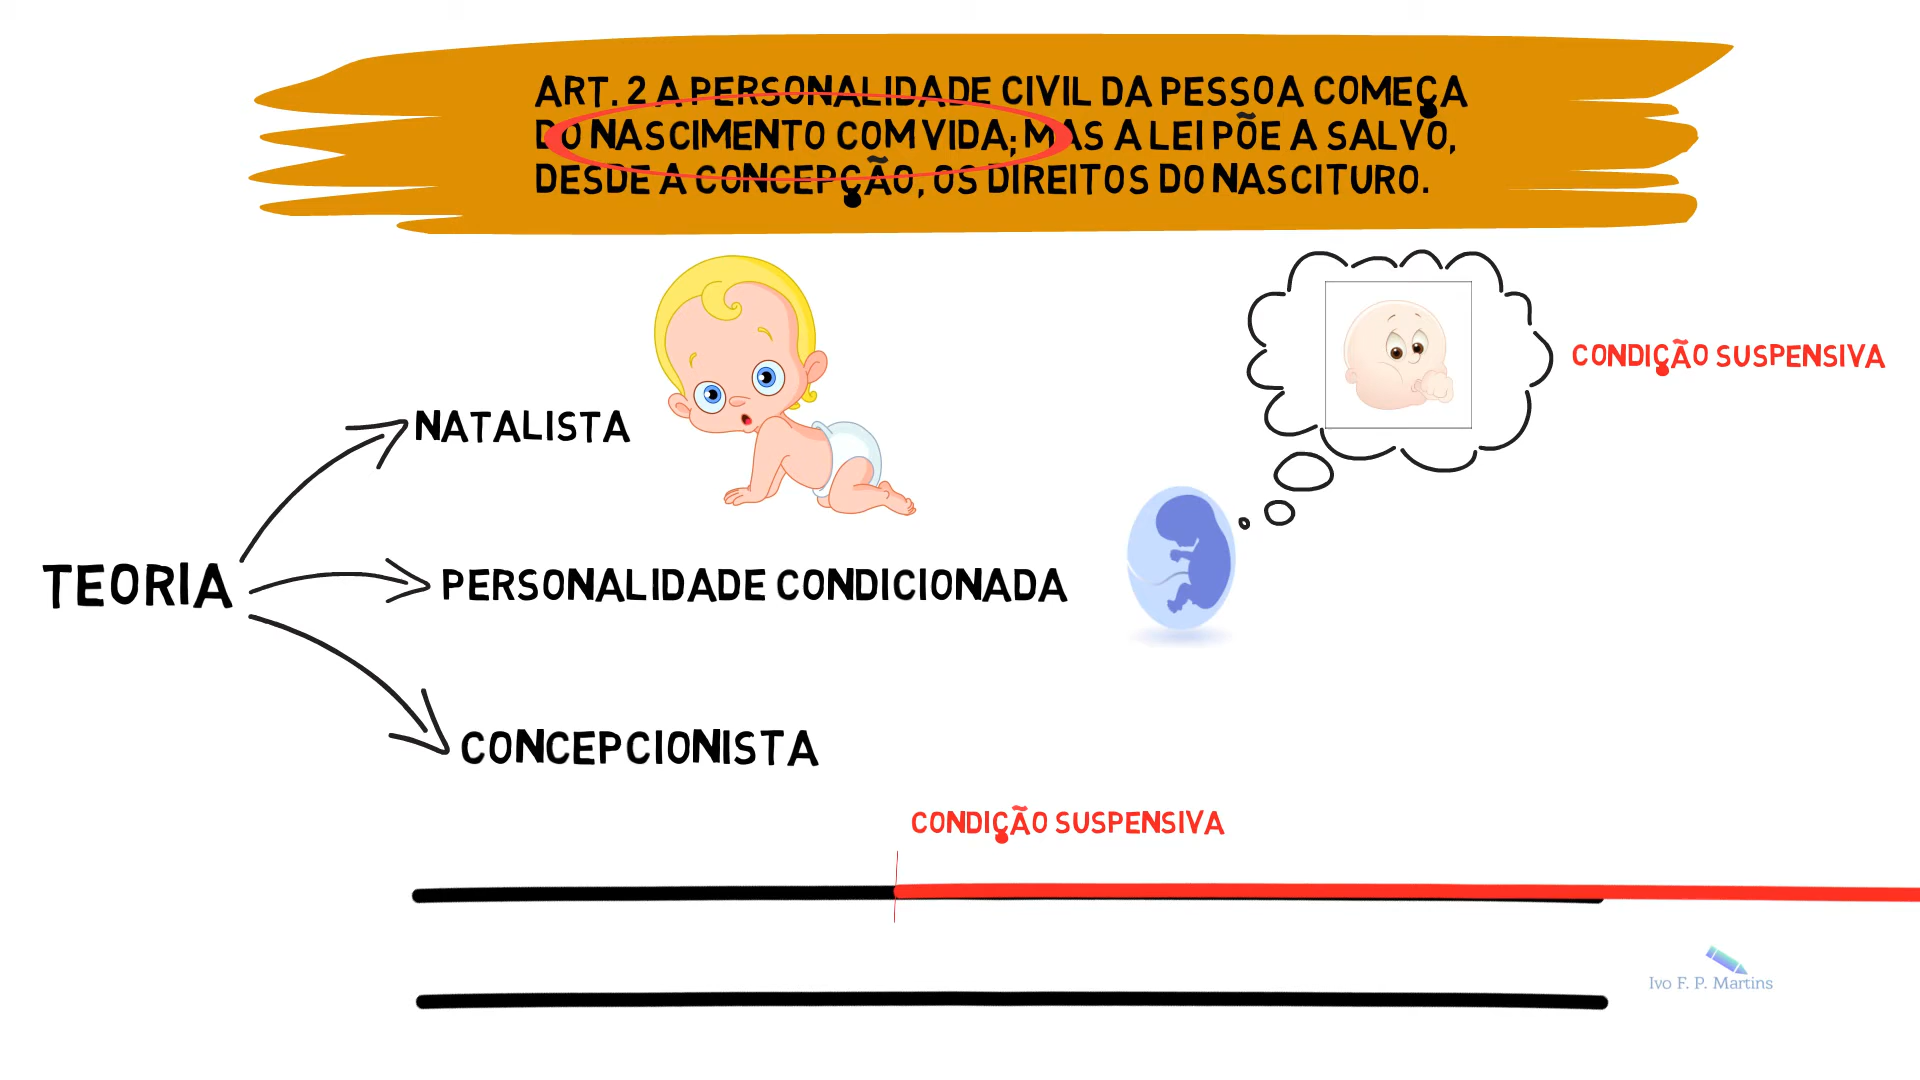 ART. 2 A PERSONALIDADE CIVIL DA PESSOA COMEÇA
DO NASCIMENTO COM VIDA; MAS A LEI PÕE A SALVO,
DESDE A CONCEPÇÃO, OS DIREITOS DO NASCITURO.
CONDIÇÃO SUSPENSIVA
NATALISTA
TEORIA
PERSONALIDADE CONDICIONADA
CONCEPCIONISTA
CONDIÇÃO SUSPENSIVA
Ivo F. P. Martins